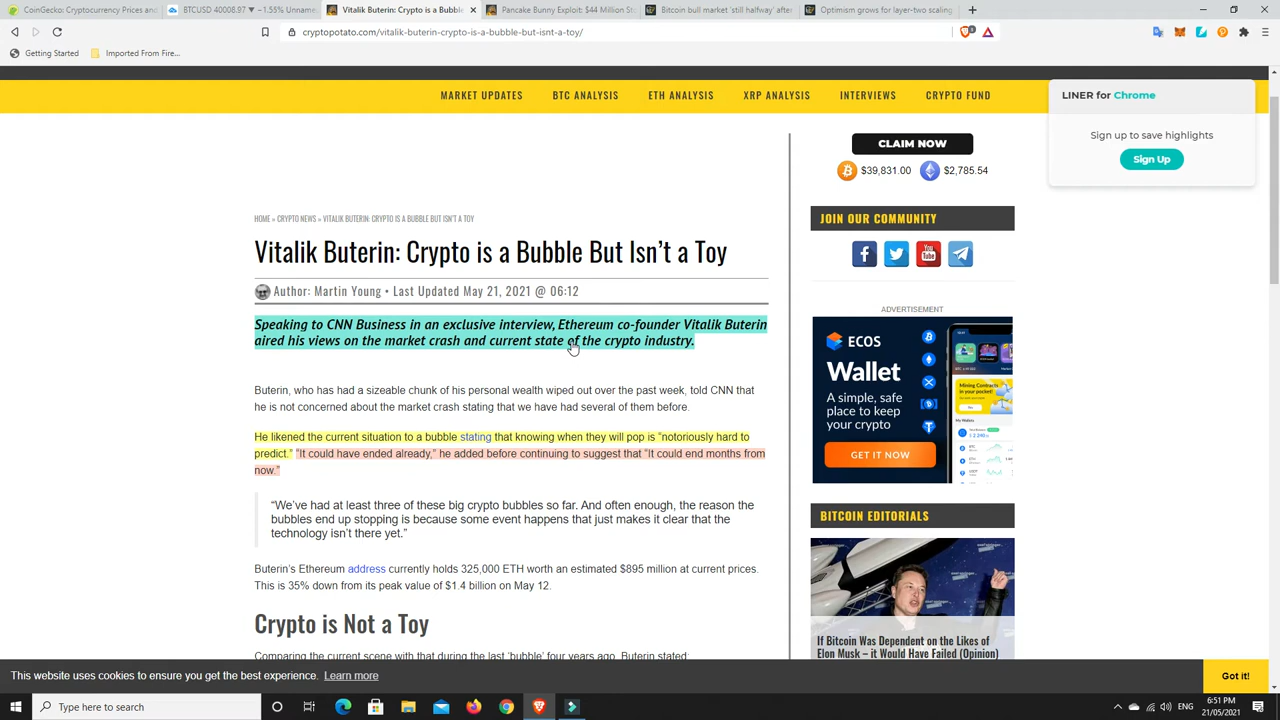 CoinGecko: Cryptocurrency Prices and
BTCUSD 40008.97 ▼ −1.55% Unname
Vitalik Buterin: Crypto is a Bubble
Pancake Bunny Exploit: $44 Million St
Bitcoin bull market 'still halfway' after
Optimism grows for layer-two scaling
cryptopotato.com/vitalik-buterin-crypto-is-a-bubble-but-isnt-a-toy/
Getting Started
Imported From Fire...
MARKET UPDATES
BTC ANALYSIS
ETH ANALYSIS
XRP ANALYSIS
INTERVIEWS
CRYPTO FUND
LINER for Chrome
Sign up to save highlights
Sign Up
CLAIM NOW
$39,831.00
$2,785.54
HOME » CRYPTO NEWS » VITALIK BUTERIN: CRYPTO IS A BUBBLE BUT ISN'T A TOY
Vitalik Buterin: Crypto is a Bubble But Isn't a Toy
Author: Martin Young • Last Updated May 21, 2021 @ 06:12
Speaking to CNN Business in an exclusive interview, Ethereum co-founder Vitalik Buterin
aired his views on the market crash and current state of the crypto industry.
Buterin, who has had a sizeable chunk of his personal wealth wiped out over the past week, told CNN that
he is not concerned about the market crash stating that we have had several of them before.
He likened the current situation to a bubble stating that knowing when they will pop is “notoriously hard to
predict.” “It could have ended already,” he added before continuing to suggest that “It could end months from
now.”
“We’ve had at least three of these big crypto bubbles so far. And often enough, the reason the
bubbles end up stopping is because some event happens that just makes it clear that the
technology isn’t there yet.”
Buterin’s Ethereum address currently holds 325,000 ETH worth an estimated $895 million at current prices.
This is 35% down from its peak value of $1.4 billion on May 12.
Crypto is Not a Toy
Comparing the current scene with that during the last ‘bubble’ four years ago, Buterin stated:
JOIN OUR COMMUNITY
You
Tube
ADVERTISEMENT
ECOS
Wallet
A simple, safe
place to keep
your crypto
GET IT NOW
BITCOIN EDITORIALS
If Bitcoin Was Dependent on the Likes of
Elon Musk – it Would Have Failed (Opinion)
This website uses cookies to ensure you get the best experience. Learn more
Got it!
Type here to search
ENG
6:51 PM
21/05/2021